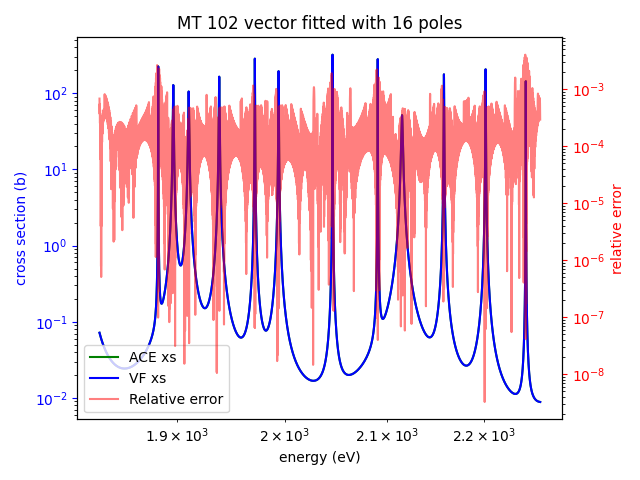 MT 102 vector fitted with 16 poles
cross section (b)
10²
10¹
10⁰
10⁻¹
10⁻²
10⁻³
10⁻⁴
10⁻⁵
10⁻⁶
10⁻⁷
10⁻⁸
relative error
ACE xs
VF xs
Relative error
1.9 × 10³ 2 × 10³ 2.1 × 10³ 2.2 × 10³
energy (eV)